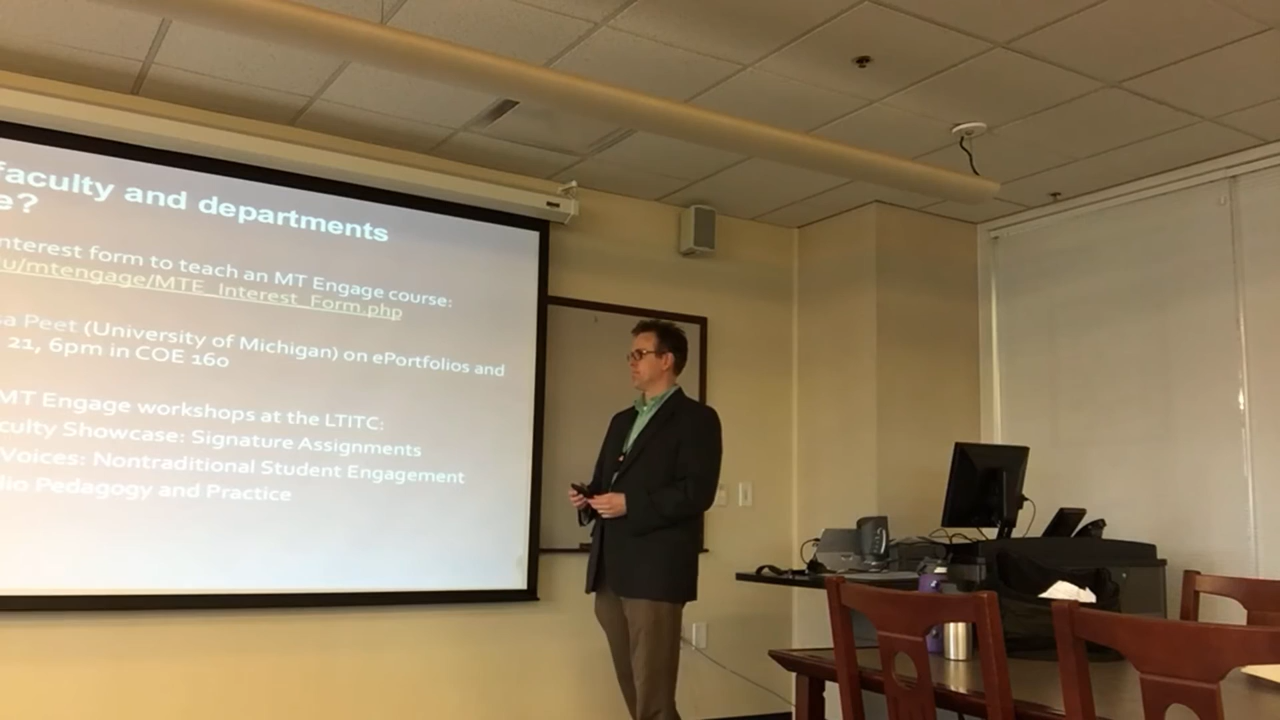 faculty and departments
e?
nterest form to teach an MT Engage course:
u/mtengage/MTE_Interest_Form.php
sa Peet (University of Michigan) on ePortfolios and
21, 6pm in COE 160
MT Engage workshops at the LTITC:
culty Showcase: Signature Assignments
Voices: Nontraditional Student Engagement
lio Pedagogy and Practice